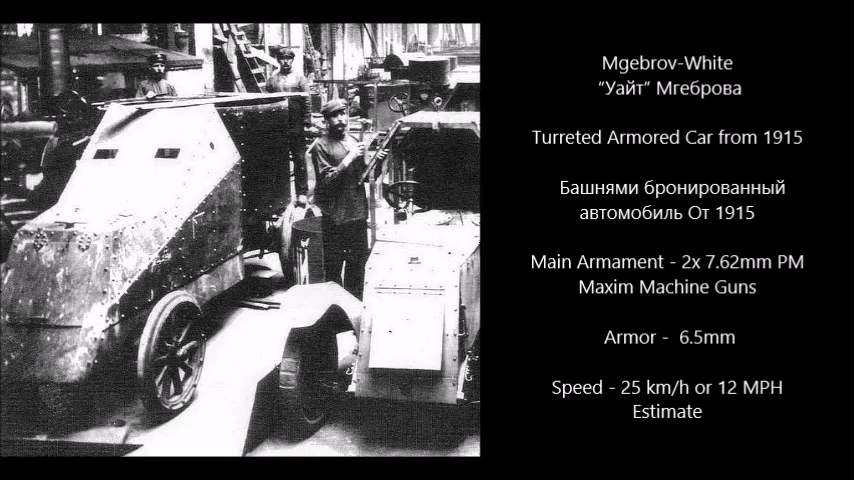 Mgebrov-White
“Уайт” Мгеброва
Turreted Armored Car from 1915
Башнями бронированный
автомобиль От 1915
Main Armament - 2x 7.62mm PM
Maxim Machine Guns
Armor - 6.5mm
Speed - 25 km/h or 12 MPH
Estimate